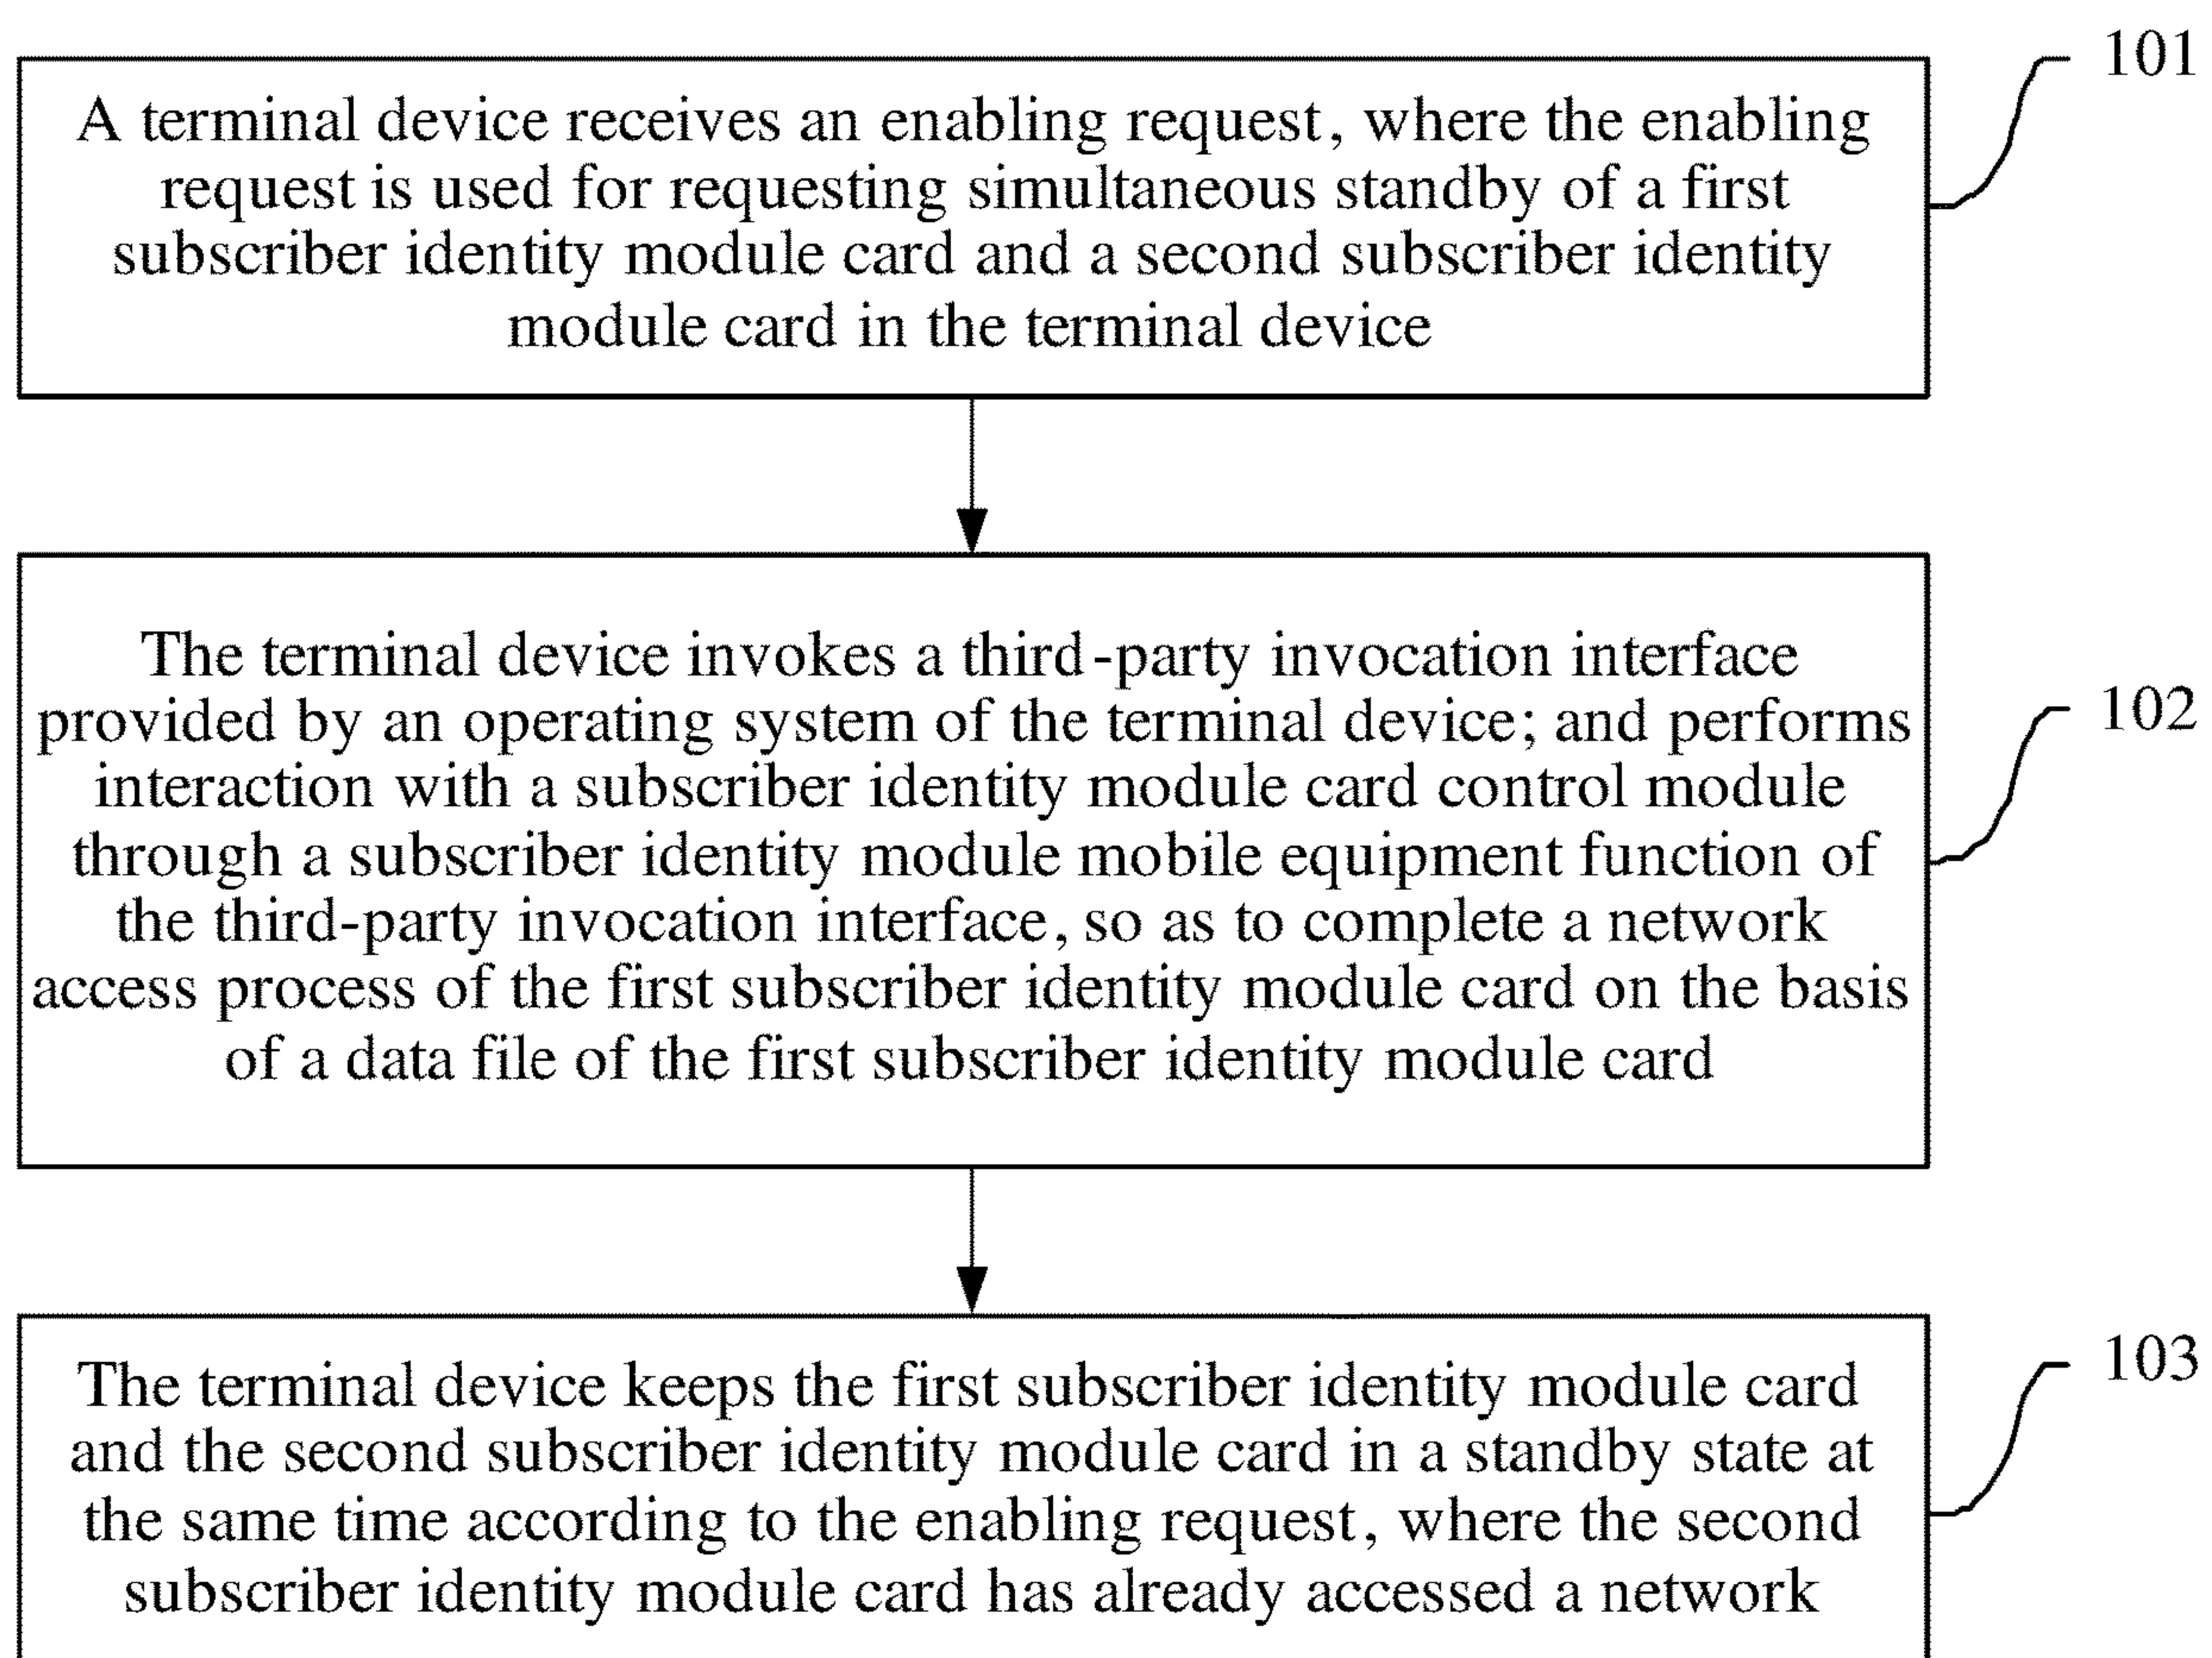 101
A terminal device receives an enabling request, where the enabling
request is used for requesting simultaneous standby of a first
subscriber identity module card and a second subscriber identity
module card in the terminal device
The terminal device invokes a third-party invocation interface
provided by an operating system of the terminal device; and performs
interaction with a subscriber identity module card control module
through a subscriber identity module mobile equipment function of
the third-party invocation interface, so as to complete a network
access process of the first subscriber identity module card on the basis
of a data file of the first subscriber identity module card
102
The terminal device keeps the first subscriber identity module card
and the second subscriber identity module card in a standby state at
the same time according to the enabling request, where the second
subscriber identity module card has already accessed a network
103